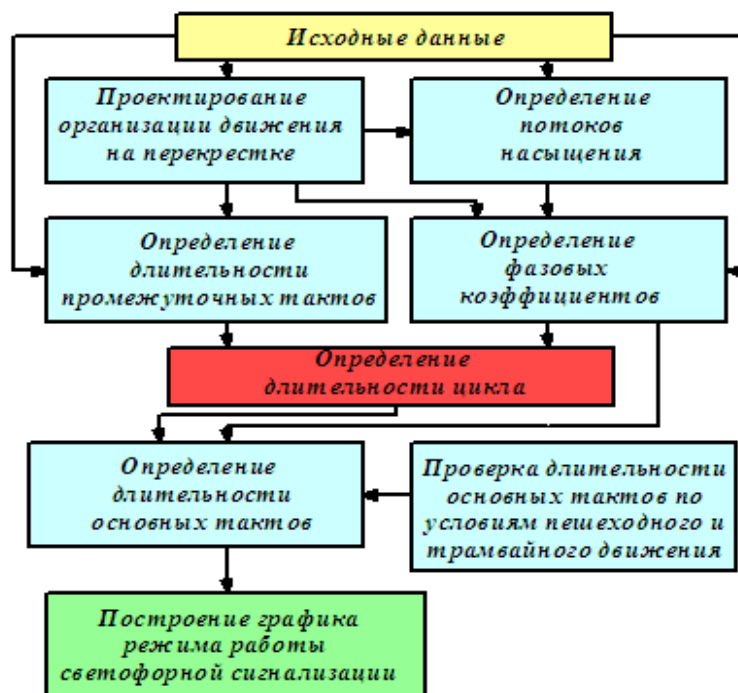 Исходные данные
Проектирование
организации движения
на перекрестке
Определение
потоков
насыщения
Определение
длительности
промежуточных тактов
Определение
фазовых
коэффициентов
Определение
длительности цикла
Определение
длительности
основных тактов
Проверка длительности
основных тактов по
условиям пешеходного и
трамвайного движения
Построение графика
режима работы
светофорной сигнализации